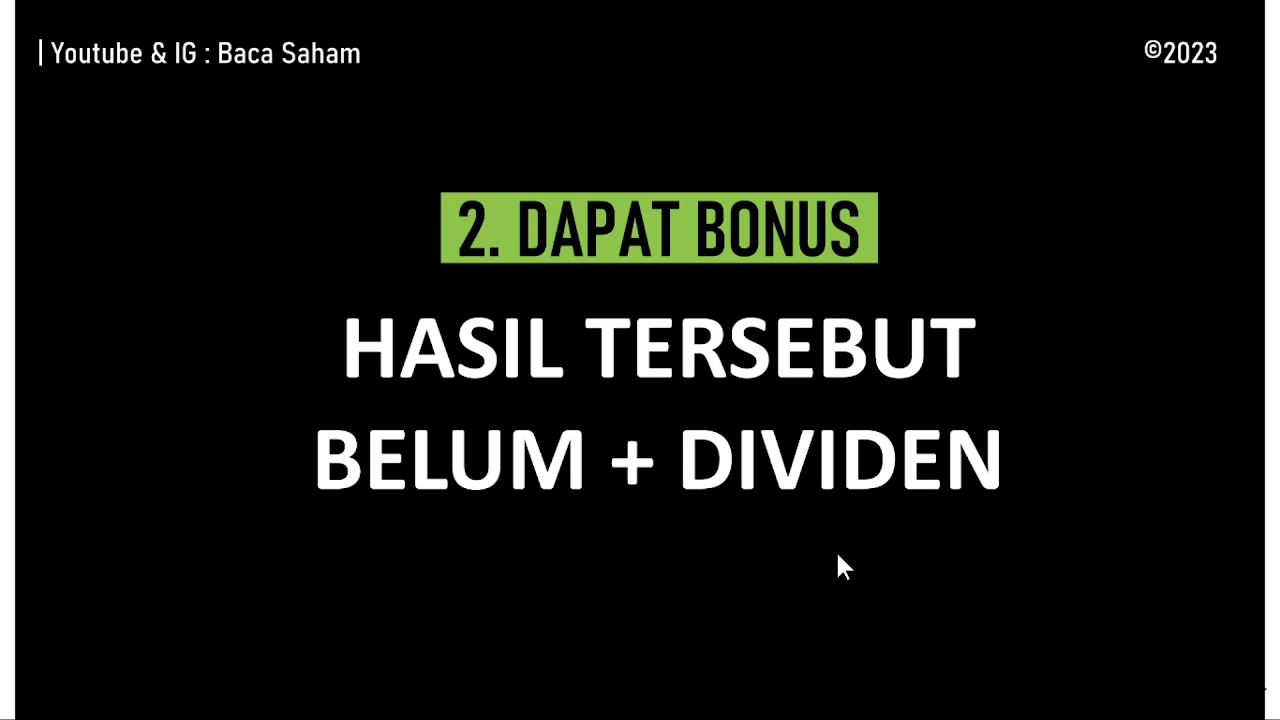 | Youtube & IG : Baca Saham
©2023
2. DAPAT BONUS
HASIL TERSEBUT
BELUM + DIVIDEN